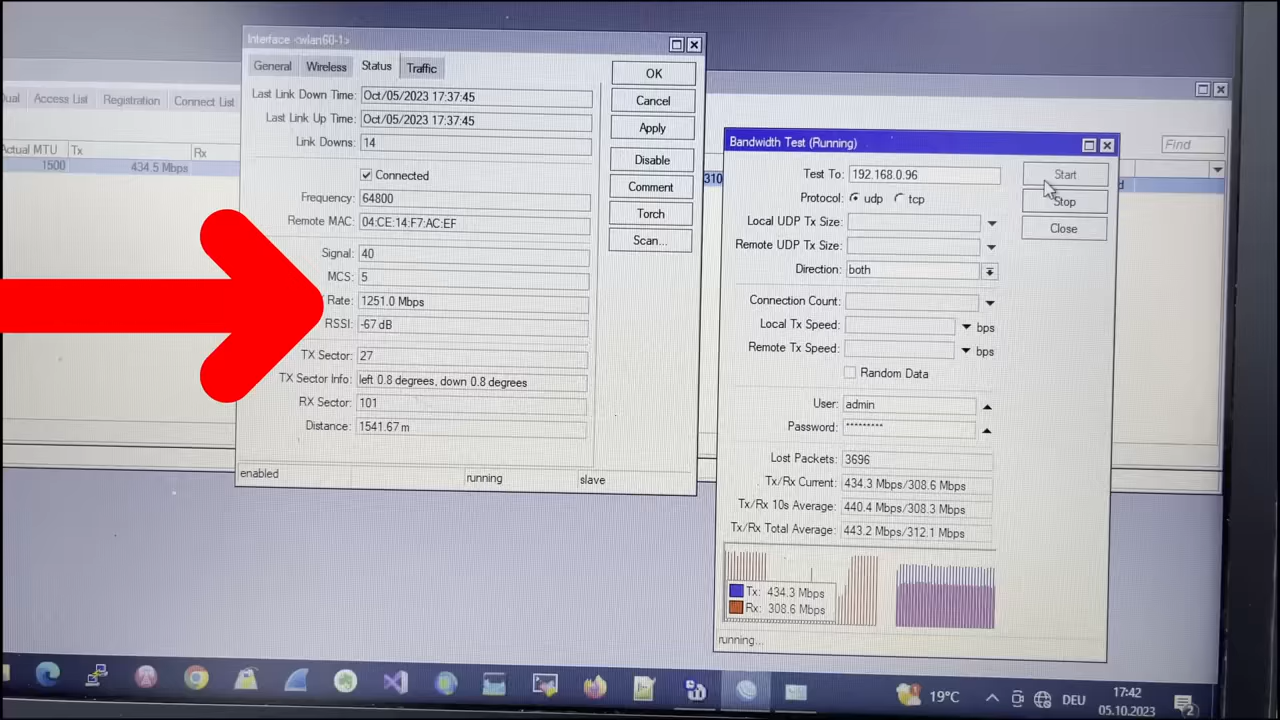 Interface <wlan60-1>
General Wireless Status Traffic
Last Link Down Time: Oct/05/2023 17:37:45
Last Link Up Time: Oct/05/2023 17:37:45
Link Downs: 14
Connected
Frequency: 64800
Remote MAC: 04:CE:14:F7:AC:EF
Signal: 40
MCS: 5
Rate: 1251.0 Mbps
RSSI: -67 dB
TX Sector: 27
TX Sector Info: left 0.8 degrees, down 0.8 degrees
RX Sector: 101
Distance: 1541.67 m
enabled running slave
OK
Cancel
Apply
Disable
Comment
Torch
Scan...
Access List Registration Connect List
Actual MTU Tx Rx
1500 434.5 Mbps
310
Find
Bandwidth Test (Running)
Test To: 192.168.0.96
Protocol: udp tcp
Local UDP Tx Size:
Remote UDP Tx Size:
Direction: both
Connection Count:
Local Tx Speed: bps
Remote Tx Speed: bps
Random Data
User: admin
Password: *********
Lost Packets: 3696
Tx/Rx Current: 434.3 Mbps/308.6 Mbps
Tx/Rx 10s Average: 440.4 Mbps/308.3 Mbps
Tx/Rx Total Average: 443.2 Mbps/312.1 Mbps
Tx: 434.3 Mbps
Rx: 308.6 Mbps
running...
Start
Stop
Close
19°C
DEU
17:42
05.10.2023
2